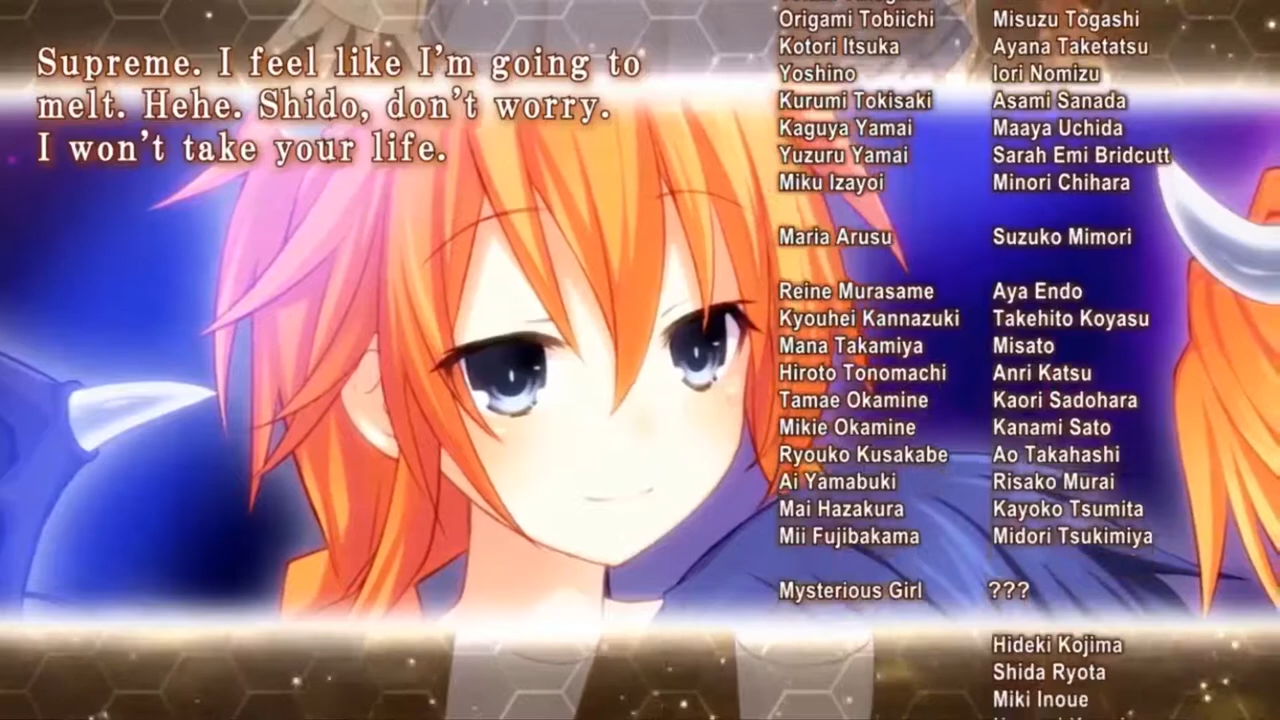 Supreme. I feel like I'm going to
melt. Hehe. Shido, don't worry.
I won't take your life.
Origami Tobiichi Misuzu Togashi
Kotori Itsuka Ayana Taketatsu
Yoshino Iori Nomizu
Kurumi Tokisaki Asami Sanada
Kaguya Yamai Maaya Uchida
Yuzuru Yamai Sarah Emi Bridcutt
Miku Izayoi Minori Chihara
Maria Arusu Suzuko Mimori
Reine Murasame Aya Endo
Kyouhei Kannazuki Takehito Koyasu
Mana Takamiya Misato
Hiroto Tonomachi Anri Katsu
Tamae Okamine Kaori Sadohara
Mikie Okamine Kanami Sato
Ryouko Kusakabe Ao Takahashi
Ai Yamabuki Risako Murai
Mai Hazakura Kayoko Tsumita
Mii Fujibakama Midori Tsukimiya
Mysterious Girl ???
Hideki Kojima
Shida Ryota
Miki Inoue